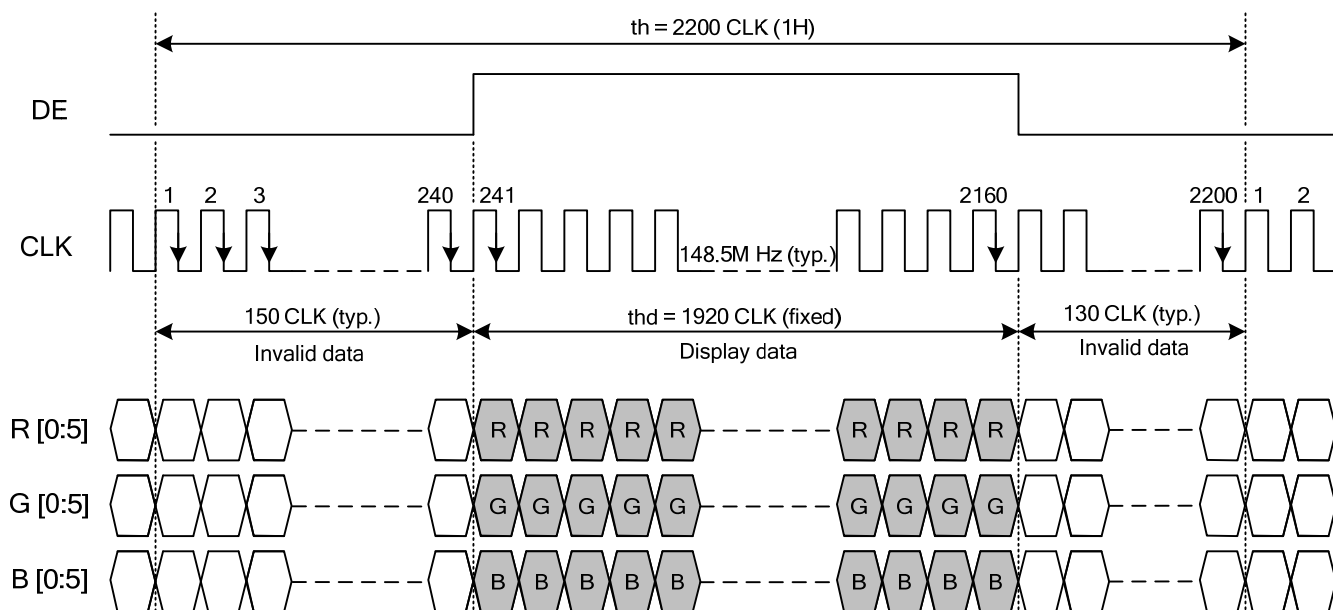 th = 2200 CLK (1H)
DE
1 2 3 240 241 2160 2200 1 2
CLK
148.5M Hz (typ.)
150 CLK (typ.) thd = 1920 CLK (fixed) 130 CLK (typ.)
Invalid data Display data Invalid data
R [0:5] R R R R R R R R R
G [0:5] G G G G G G G G G
B [0:5] B B B B B B B B B